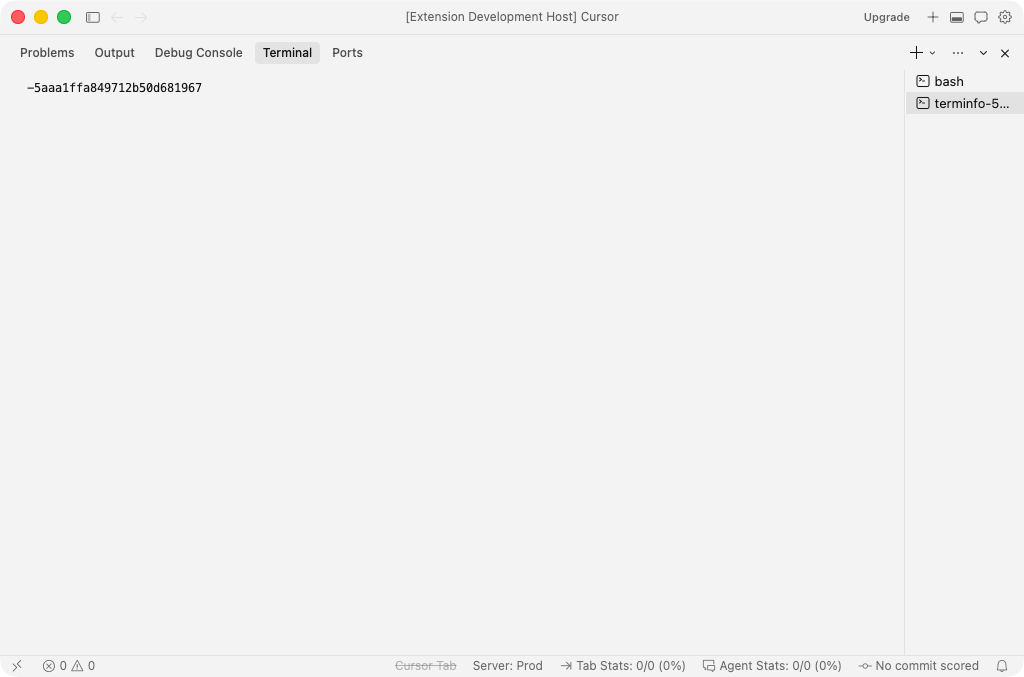 [Extension Development Host] Cursor
Upgrade
Problems Output Debug Console Terminal Ports
-5aaa1ffa849712b50d681967
bash
terminfo-5...
0 0 Cursor Tab Server: Prod Tab Stats: 0/0 (0%) Agent Stats: 0/0 (0%) No commit scored